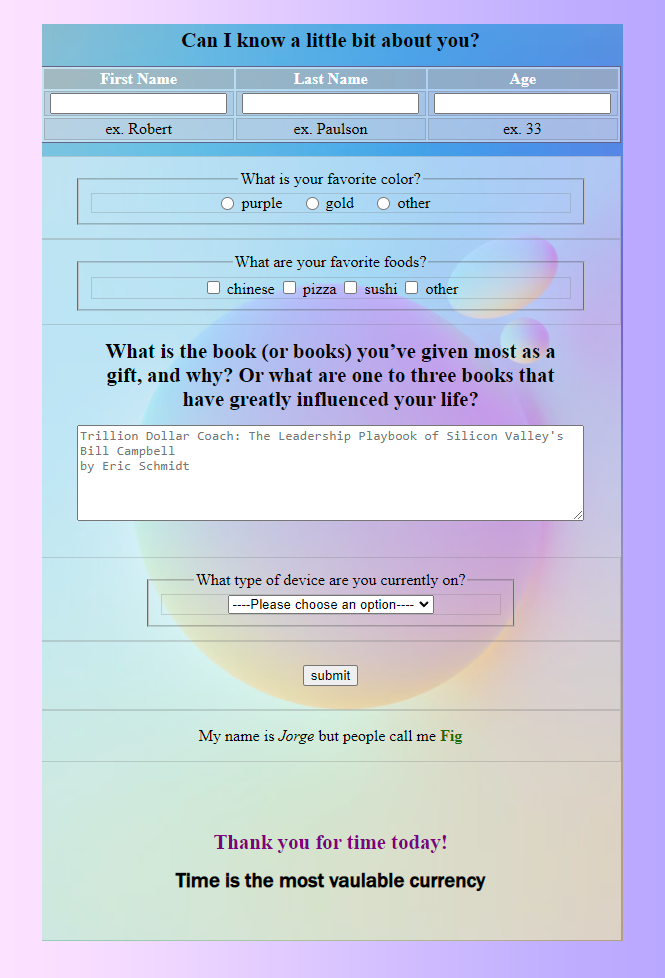 Can I know a little bit about you?
First Name Last Name Age
ex. Robert ex. Paulson ex. 33
What is your favorite color?
purple gold other
What are your favorite foods?
chinese pizza sushi other
What is the book (or books) you’ve given most as a
gift, and why? Or what are one to three books that
have greatly influenced your life?
Trillion Dollar Coach: The Leadership Playbook of Silicon Valley's
Bill Campbell
by Eric Schmidt
What type of device are you currently on?
----Please choose an option----
submit
My name is Jorge but people call me Fig
Thank you for time today!
Time is the most vaulable currency